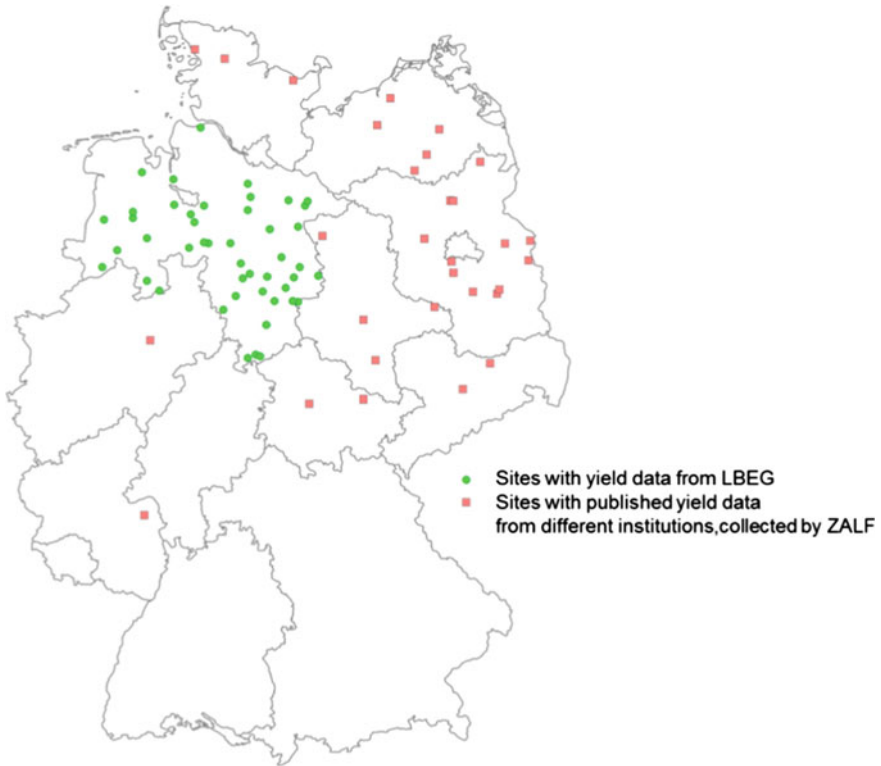 Sites with yield data from LBEG
Sites with published yield data
from different institutions,collected by ZALF